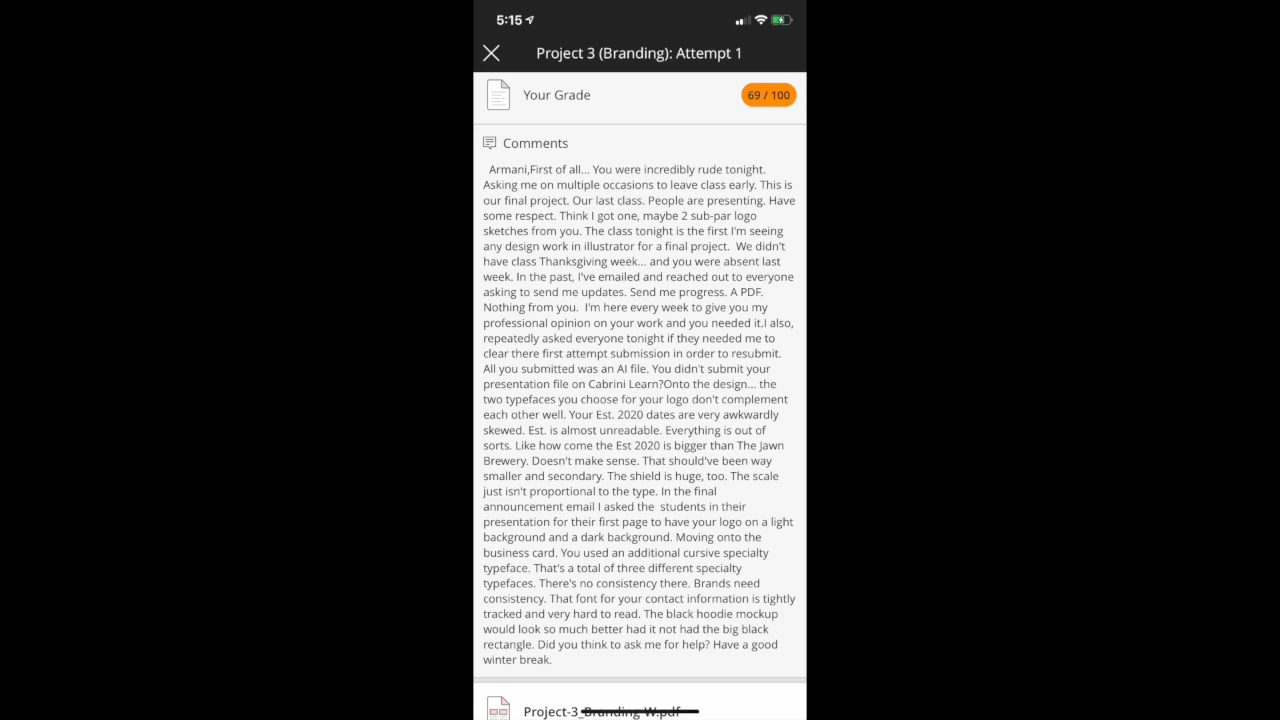 5:15
Project 3 (Branding): Attempt 1
Your Grade
69 / 100
Comments
Armani,First of all... You were incredibly rude tonight.
Asking me on multiple occasions to leave class early. This is
our final project. Our last class. People are presenting. Have
some respect. Think I got one, maybe 2 sub-par logo
sketches from you. The class tonight is the first I'm seeing
any design work in illustrator for a final project.  We didn't
have class Thanksgiving week... and you were absent last
week. In the past, I've emailed and reached out to everyone
asking to send me updates. Send me progress. A PDF.
Nothing from you.  I'm here every week to give you my
professional opinion on your work and you needed it.I also,
repeatedly asked everyone tonight if they needed me to
clear there first attempt submission in order to resubmit.
All you submitted was an AI file. You didn't submit your
presentation file on Cabrini Learn?Onto the design... the
two typefaces you choose for your logo don't complement
each other well. Your Est. 2020 dates are very awkwardly
skewed. Est. is almost unreadable. Everything is out of
sorts. Like how come the Est 2020 is bigger than The Jawn
Brewery. Doesn't make sense. That should've been way
smaller and secondary. The shield is huge, too. The scale
just isn't proportional to the type. In the final
announcement email I asked the  students in their
presentation for their first page to have your logo on a light
background and a dark background. Moving onto the
business card. You used an additional cursive specialty
typeface. That's a total of three different specialty
typefaces. There's no consistency there. Brands need
consistency. That font for your contact information is tightly
tracked and very hard to read. The black hoodie mockup
would look so much better had it not had the big black
rectangle. Did you think to ask me for help? Have a good
winter break.
Project-3_Branding-W.pdf